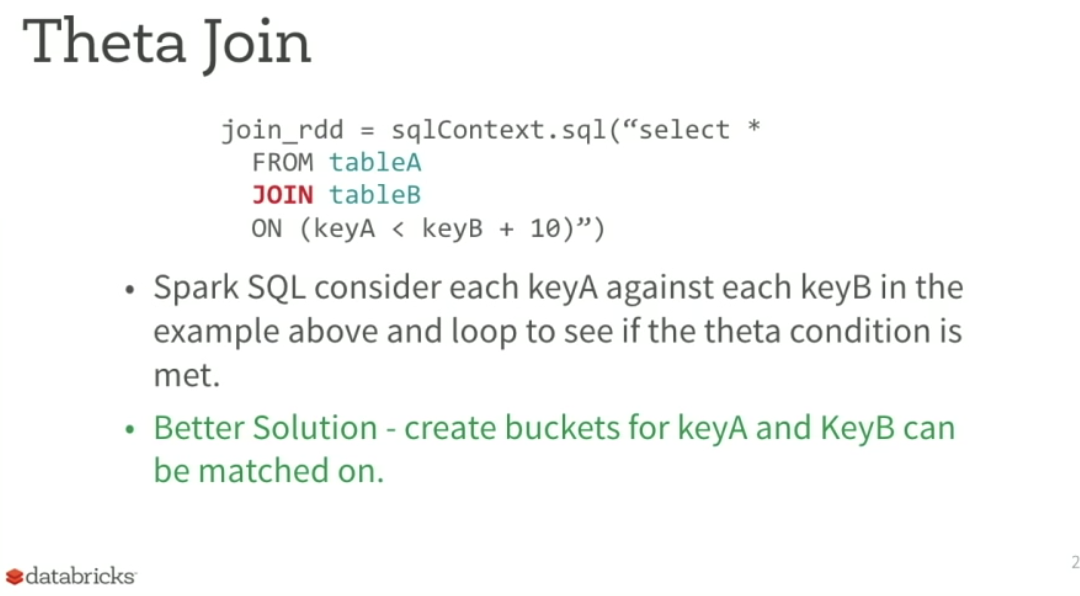 Theta Join
join_rdd = sqlContext.sql(“select *
FROM tableA
JOIN tableB
ON (keyA < keyB + 10)”)
• Spark SQL consider each keyA against each keyB in the
example above and loop to see if the theta condition is
met.
• Better Solution - create buckets for keyA and KeyB can
be matched on.
databricks
2